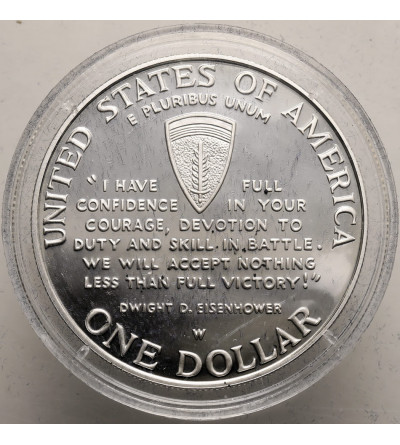 UNITED STATES OF AMERICA
E PLURIBUS UNUM
"I HAVE FULL
CONFIDENCE IN YOUR
COURAGE, DEVOTION TO
DUTY AND SKILL IN BATTLE.
WE WILL ACCEPT NOTHING
LESS THAN FULL VICTORY!"
DWIGHT D. EISENHOWER
W
ONE DOLLAR